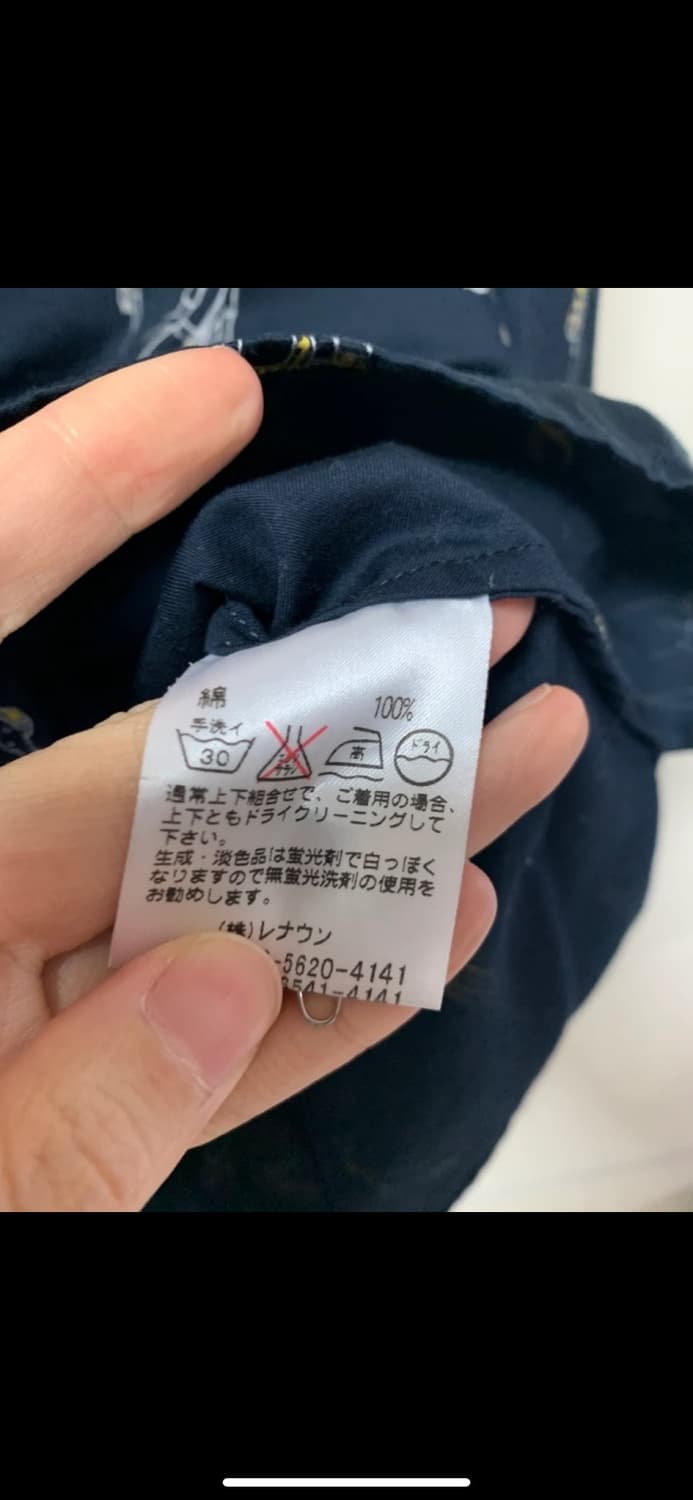 綿 100%
手洗イ
30
高
ドライ
通常上下組合せで、ご着用の場合、
上下ともドライクリーニングして
下さい。
生成・淡色品は蛍光剤で白っぽく
なりますので無蛍光洗剤の使用を
お勧めします。
(株)レナウン
-5620-4141
3541-4141